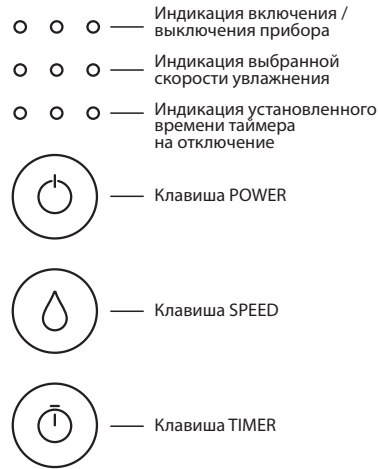 Индикация включения /
выключения прибора
Индикация выбранной
скорости увлажнения
Индикация установленного
времени таймера
на отключение
Клавиша POWER
Клавиша SPEED
Клавиша TIMER